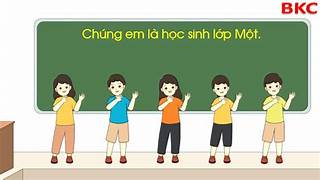 BKC
Chúng em là học sinh lớp Một.